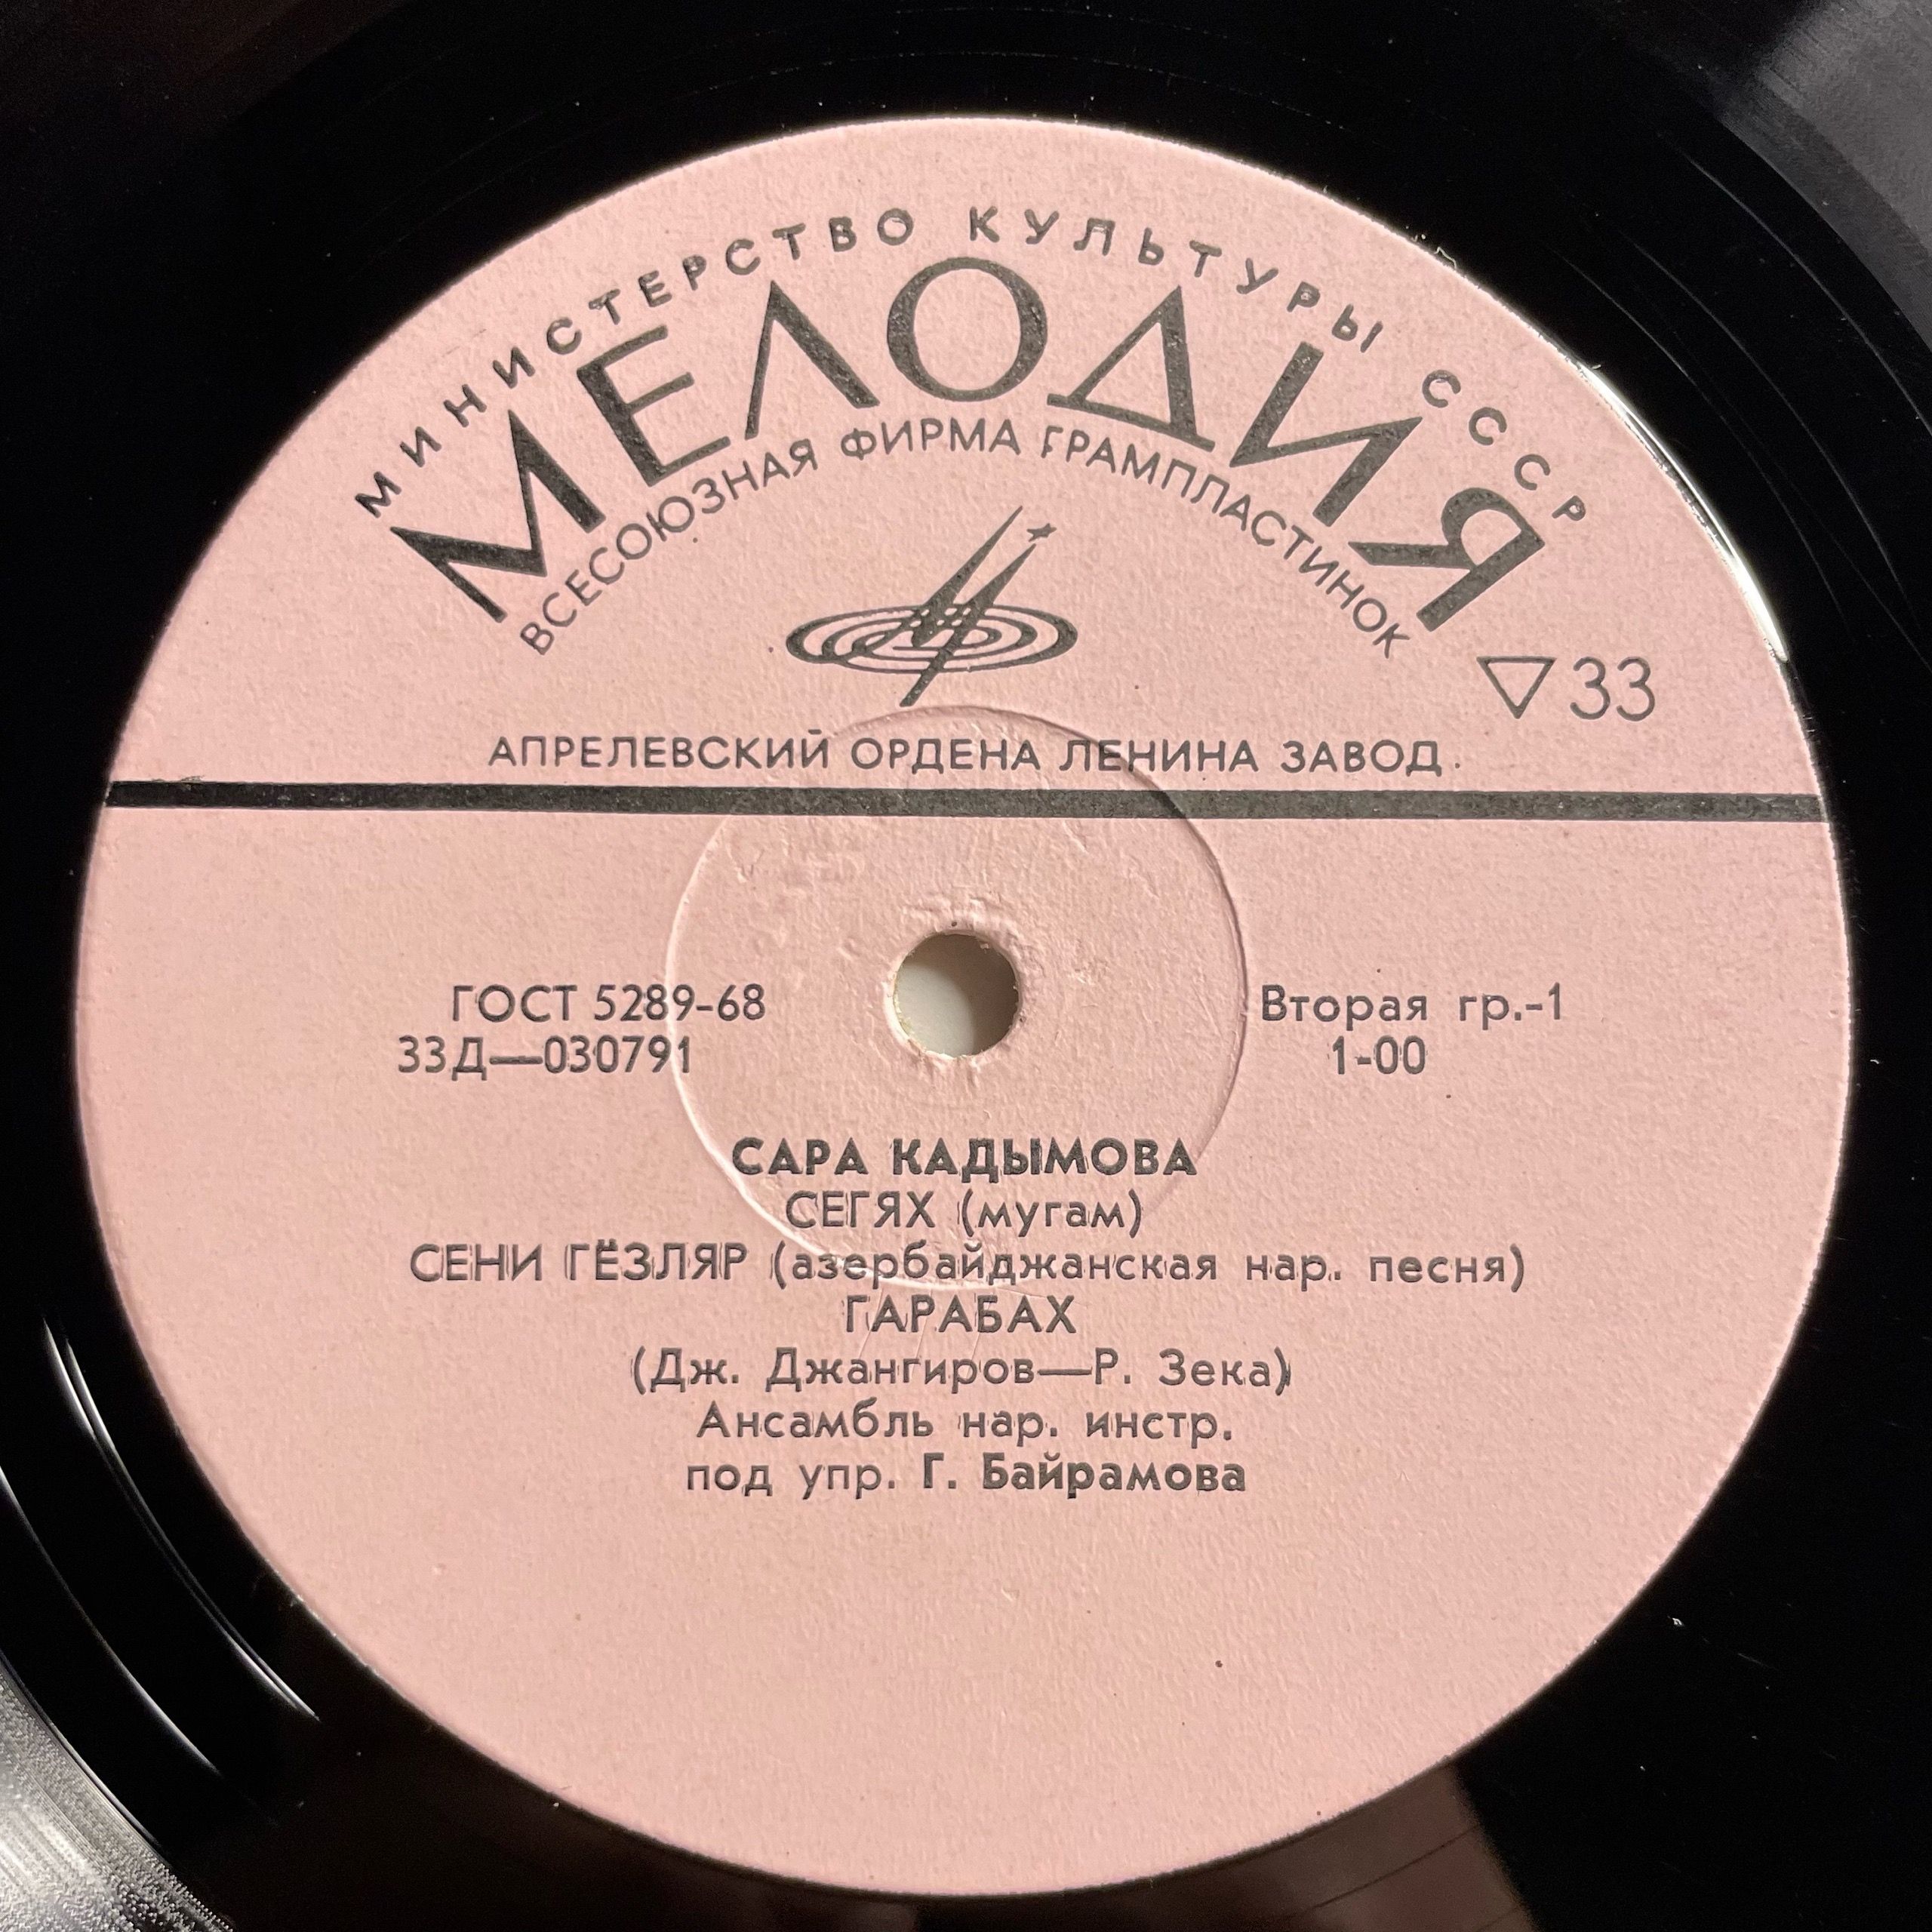 МИНИСТЕРСТВО КУЛЬТУРЫ СССР
МЕЛОДИЯ
ВСЕСОЮЗНАЯ ФИРМА ГРАМПЛАСТИНОК
▽33
АПРЕЛЕВСКИЙ ОРДЕНА ЛЕНИНА ЗАВОД
ГОСТ 5289-68 Вторая гр.-1
33Д—030791 1-00
САРА КАДЫМОВА
СЕГЯХ (мугам)
СЕНИ ГЁЗЛЯР (азербайджанская нар. песня)
ГАРАБАХ
(Дж. Джангиров—Р. Зека)
Ансамбль нар. инстр.
под упр. Г. Байрамова